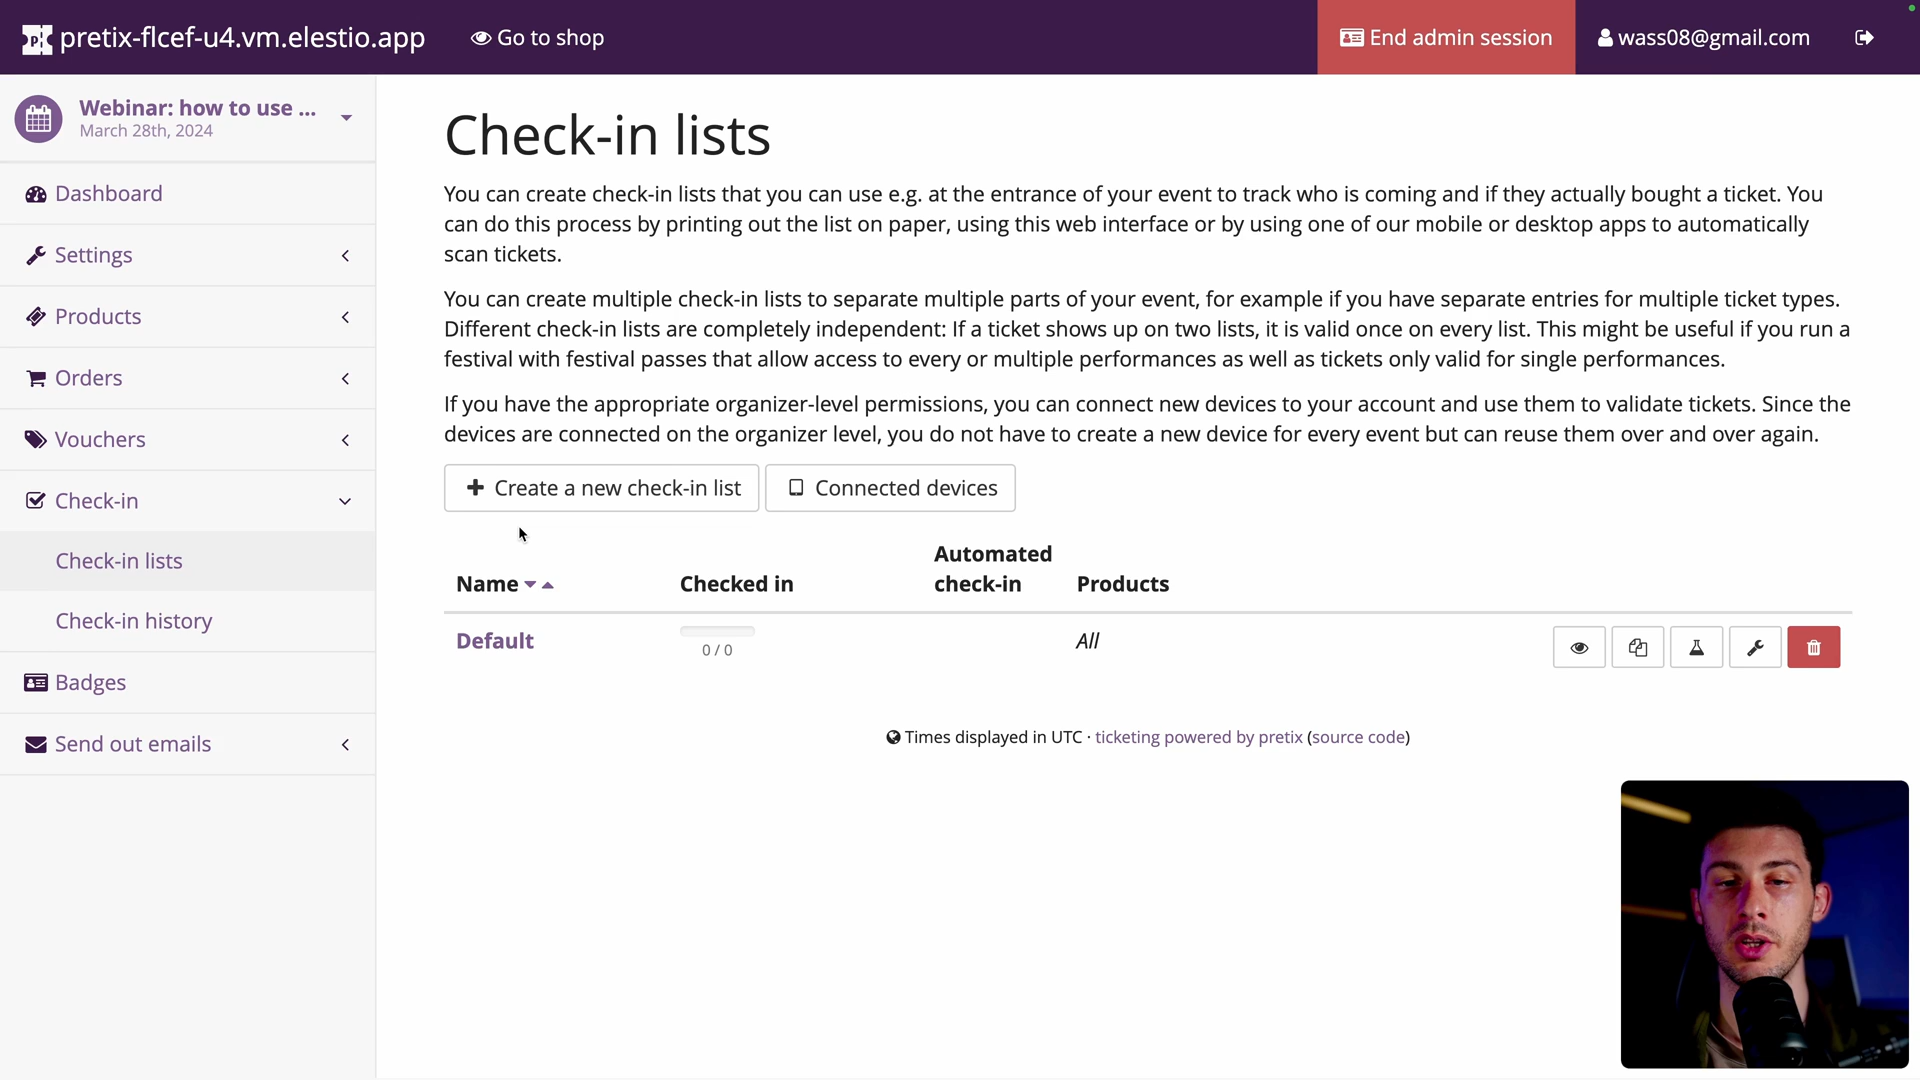 pretix-flcef-u4.vm.elestio.app
Go to shop
End admin session
wass08@gmail.com
Webinar: how to use ...
March 28th, 2024
Dashboard
Settings
Products
Orders
Vouchers
Check-in
Check-in lists
Check-in history
Badges
Send out emails
Check-in lists
You can create check-in lists that you can use e.g. at the entrance of your event to track who is coming and if they actually bought a ticket. You
can do this process by printing out the list on paper, using this web interface or by using one of our mobile or desktop apps to automatically
scan tickets.
You can create multiple check-in lists to separate multiple parts of your event, for example if you have separate entries for multiple ticket types.
Different check-in lists are completely independent: If a ticket shows up on two lists, it is valid once on every list. This might be useful if you run a
festival with festival passes that allow access to every or multiple performances as well as tickets only valid for single performances.
If you have the appropriate organizer-level permissions, you can connect new devices to your account and use them to validate tickets. Since the
devices are connected on the organizer level, you do not have to create a new device for every event but can reuse them over and over again.
Create a new check-in list
Connected devices
Name
Checked in
Automated
check-in
Products
Default
0 / 0
All
Times displayed in UTC · ticketing powered by pretix (source code)